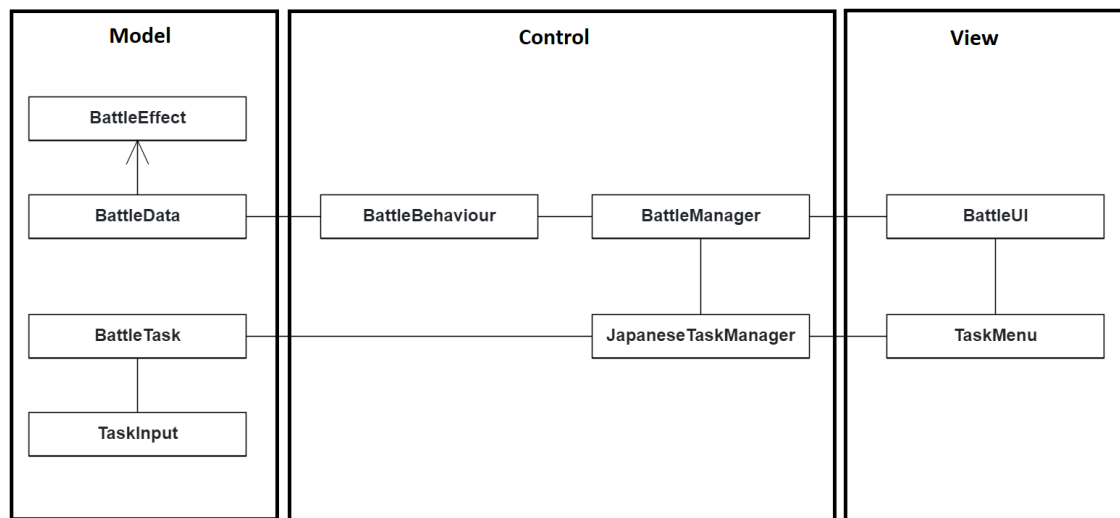 Model
Control
View
BattleEffect
BattleData
BattleBehaviour
BattleManager
BattleUI
BattleTask
JapaneseTaskManager
TaskMenu
TaskInput